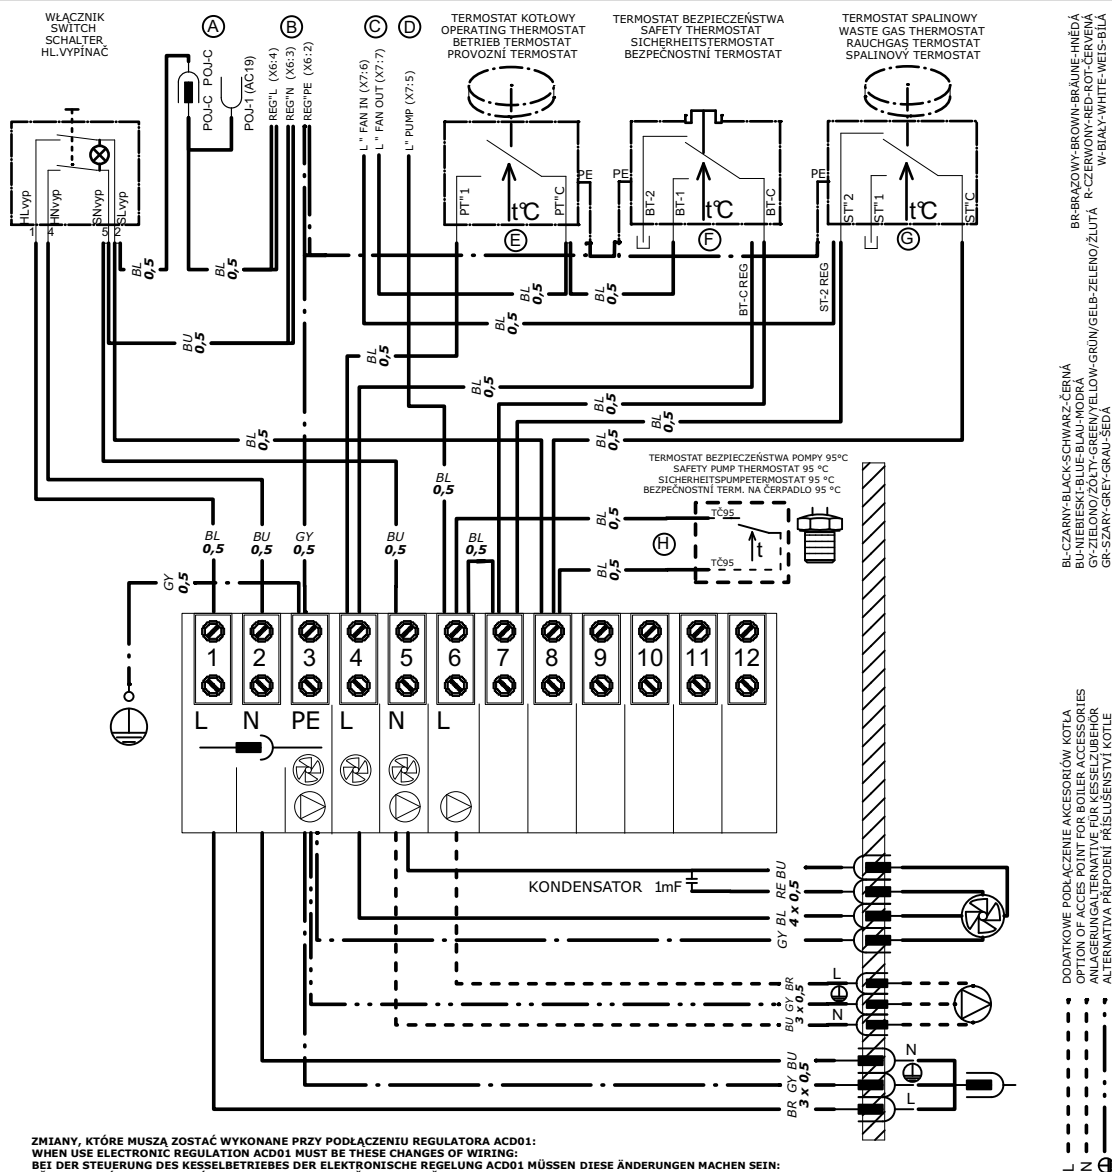 WŁĄCZNIK
SWITCH
SCHALTER
HL.VYPÍNAČ
A
B
C
D
POJ-C POJ-C
POJ-1 (AC19)
REG"L (X6:4)
REG"N (X6:3)
REG"PE (X6:2)
L" FAN IN (X7:6)
L" FAN OUT (X7:7)
L" PUMP (X7:5)
TERMOSTAT KOTŁOWY
OPERATING THERMOSTAT
BETRIEB TERMOSTAT
PROVOZNÍ TERMOSTAT
TERMOSTAT BEZPIECZEŃSTWA
SAFETY THERMOSTAT
SICHERHEITSTERMOSTAT
BEZPEČNOSTNÍ TERMOSTAT
TERMOSTAT SPALINOWY
WASTE GAS THERMOSTAT
RAUCHGAS TERMOSTAT
SPALINOVÝ TERMOSTAT
HLvyp
HNvyp
SNvyp
SLvyp
1 4 5 2
PT"1
PT"C
t°C
E
PE
PE
BT-2
BT-1
BT-C
t°C
F
PE
ST"2
ST"1
ST"C
t°C
G
BL 0,5
BL 0,5
BL 0,5
BL 0,5
BT-C REG
ST-2 REG
BL 0,5
BU 0,5
BL 0,5
BL 0,5
BL 0,5
BL 0,5
BL 0,5
BL 0,5
BL
0,5
TERMOSTAT BEZPIECZEŃSTWA POMPY 95°C
SAFETY PUMP THERMOSTAT 95 °C
SICHERHEITSPUMPETERMOSTAT 95 °C
BEZPEČNOSTNÍ TERM. NA ČERPADLO 95 °C
BL 0,5
TČ95
H
t
TČ95
BL 0,5
BL 0,5
BU 0,5
GY 0,5
BU 0,5
BL 0,5
GY 0,5
1 2 3 4 5 6 7 8 9 10 11 12
L N PE L N L
KONDENSATOR 1mF
GY BL RE BU
4 x 0,5
BU GY BR
3 x 0,5
L
N
BR GY BU
3 x 0,5
N
L
ZMIANY, KTÓRE MUSZĄ ZOSTAĆ WYKONANE PRZY PODŁĄCZENIU REGULATORA ACD01:
WHEN USE ELECTRONIC REGULATION ACD01 MUST BE THESE CHANGES OF WIRING:
BEI DER STEUERUNG DES KESSELBETRIEBES DER ELEKTRONISCHE REGELUNG ACD01 MÜSSEN DIESE ÄNDERUNGEN MACHEN SEIN:
BL-CZARNY-BLACK-SCHWARZ-ČERNÁ
BU-NIEBIESKI-BLUE-BLAU-MODRÁ
GY-ZIELONO/ŻÓŁTY-GREEN/YELLOW-GRÜN/GELB-ZELENO/ŽLUTÁ
GR-SZARY-GREY-GRAU-ŠEDÁ
BR-BRĄZOWY-BROWN-BRÄUNE-HNĚDÁ
R-CZERWONY-RED-ROT-ČERVENÁ
W-BIAŁY-WHITE-WEIS-BÍLÁ
DODATKOWE PODŁĄCZENIE AKCESORIÓW KOTŁA
OPTION OF ACCES POINT FOR BOILER ACCESSORIES
ANLAGERUNGALTERNATIVE FÜR KESSELZUBEHÖR
ALTERNATIVA PŘIPOJENÍ PŘÍSLUŠENSTVÍ KOTLE
L
N